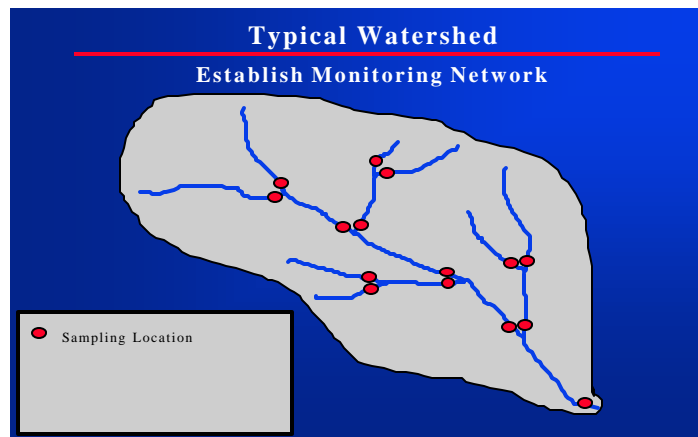 Typical Watershed
Establish Monitoring Network
Sampling Location